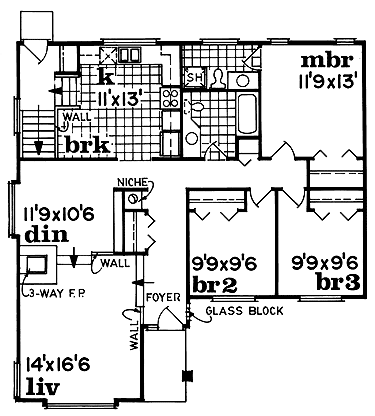 mbr
11'9x13'
k
11'x13'
SH
WALL
brk
NICHE
11'9x10'6
din
WALL
3-WAY F.P.
FOYER
WALL
GLASS BLOCK
9'9x9'6
br2
9'9x9'6
br3
14'x16'6
liv